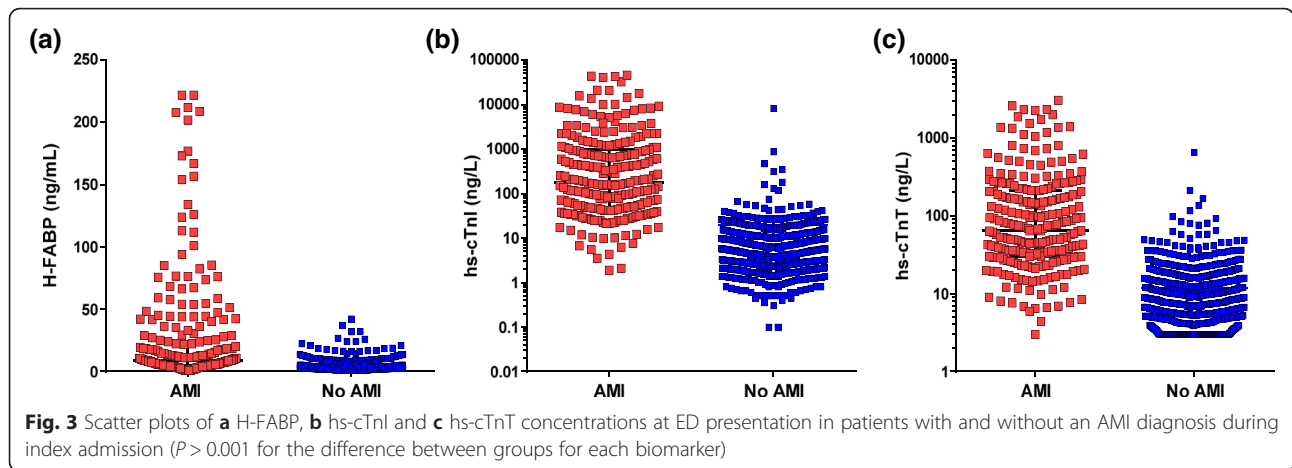 (a)
250
200
150
100
50
0
H-FABP (ng/mL)
AMI
No AMI
(b)
100000
10000
1000
100
10
1
0.1
0.01
hs-cTnI (ng/L)
AMI
No AMI
(c)
10000
1000
100
10
1
hs-cTnT (ng/L)
AMI
No AMI
Fig. 3 Scatter plots of a H-FABP, b hs-cTnI and c hs-cTnT concentrations at ED presentation in patients with and without an AMI diagnosis during
index admission (P > 0.001 for the difference between groups for each biomarker)